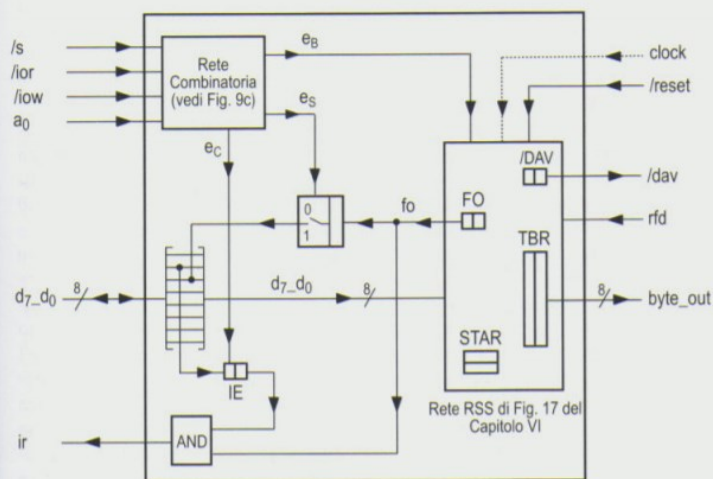 /s
/ior
/iow
a0
Rete
Combinatoria
(vedi Fig. 9c)
eB
eS
eC
clock
/reset
/DAV
/dav
FO
fo
rfd
TBR
0
1
d7_d0
8
d7_d0
8
8
byte_out
STAR
IE
Rete RSS di Fig. 17 del
Capitolo VI
AND
ir